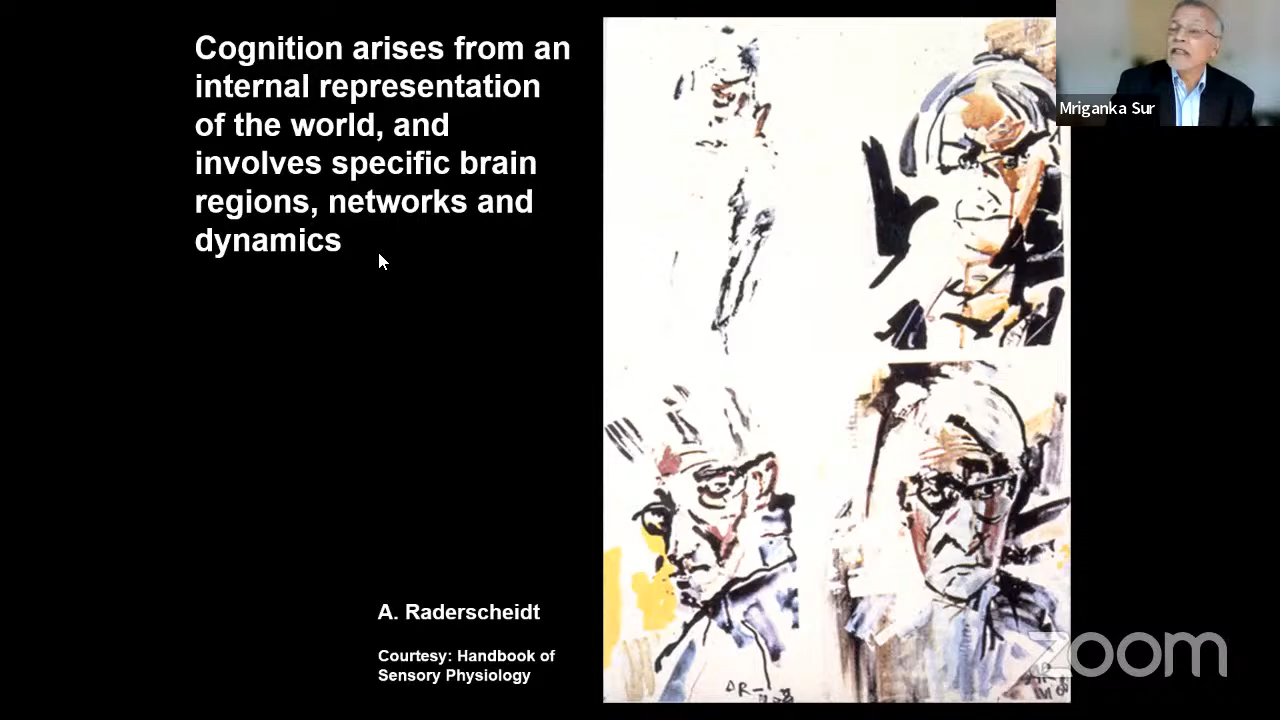 Cognition arises from an
internal representation
of the world, and
involves specific brain
regions, networks and
dynamics
Mriganka Sur
A. Raderscheidt
Courtesy: Handbook of
Sensory Physiology
zoom